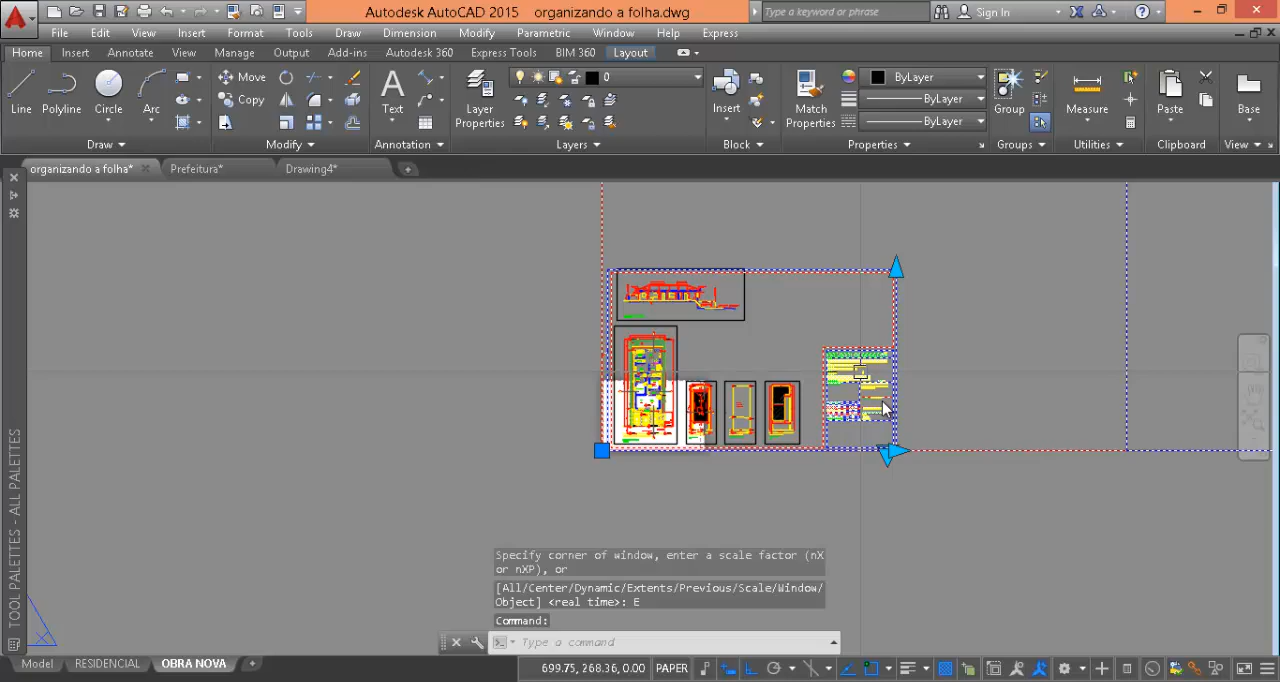 Autodesk AutoCAD 2015 organizando a folha.dwg
Type a keyword or phrase
Sign In
File Edit View Insert Format Tools Draw Dimension Modify Parametric Window Help Express
Home Insert Annotate View Manage Output Add-ins Autodesk 360 Express Tools BIM 360 Layout
Line Polyline Circle Arc
Move
Copy
Text
Layer Properties
0
Insert
Match Properties
ByLayer
ByLayer
ByLayer
Group
Measure
Paste
Base
Draw Modify Annotation Layers Block Properties Groups Utilities Clipboard View
organizando a folha* Prefeitura* Drawing4*
TOOL PALETTES - ALL PALETTES
Specify corner of window, enter a scale factor (nX
or nXP), or
[All/Center/Dynamic/Extents/Previous/Scale/Window/
Object] <real time>: E
Command:
Type a command
Model RESIDENCIAL OBRA NOVA
699.75, 268.36, 0.00 PAPER